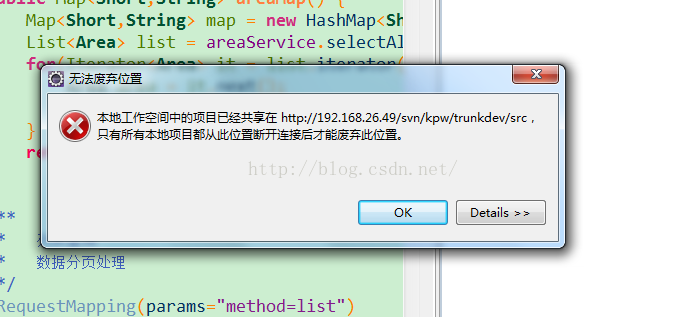 ublic Map<Short,String> areaMap() {
Map<Short,String> map = new HashMap<Sh
List<Area> list = areaService.selectAl
for(Iterator<Area> it = list.iterator(
无法废弃位置
本地工作空间中的项目已经共享在 http://192.168.26.49/svn/kpw/trunkdev/src，
只有所有本地项目都从此位置断开连接后才能废弃此位置。
}
re
http://blog.csdn.net/
OK
Details >>
**
*
* 数据分页处理
*/
RequestMapping(params="method=list")